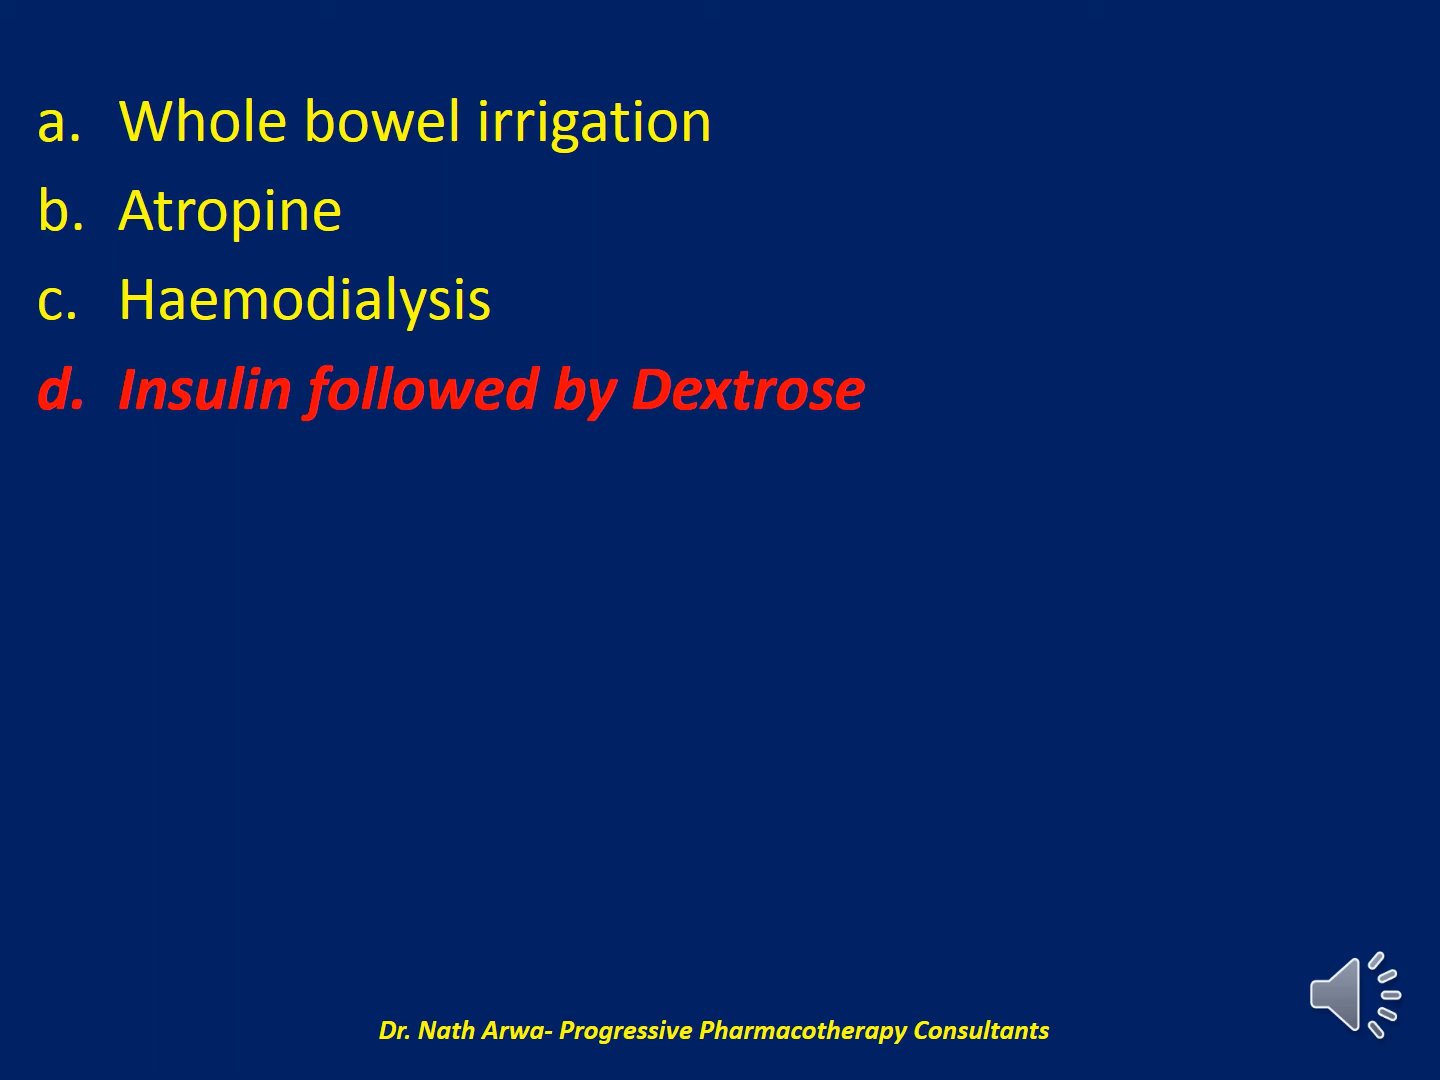 a. Whole bowel irrigation
b. Atropine
c. Haemodialysis
d. Insulin followed by Dextrose
Dr. Nath Arwa- Progressive Pharmacotherapy Consultants